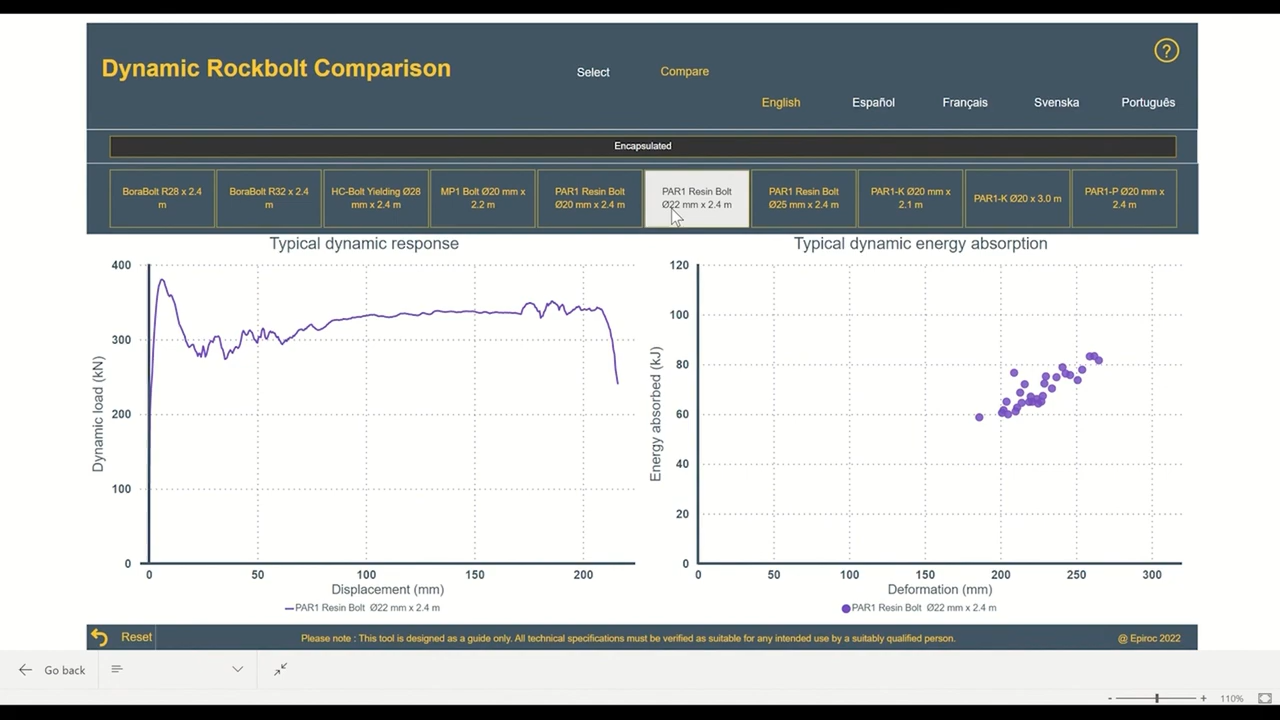 ?
Dynamic Rockbolt Comparison
Select
Compare
English
Español
Français
Svenska
Português
Encapsulated
BoraBolt R28 x 2.4
m
BoraBolt R32 x 2.4
m
HC-Bolt Yielding Ø28
mm x 2.4 m
MP1 Bolt Ø20 mm x
2.2 m
PAR1 Resin Bolt
Ø20 mm x 2.4 m
PAR1 Resin Bolt
Ø22 mm x 2.4 m
PAR1 Resin Bolt
Ø25 mm x 2.4 m
PAR1-K Ø20 mm x
2.1 m
PAR1-K Ø20 x 3.0 m
PAR1-P Ø20 mm x
2.4 m
Typical dynamic response
400
300
200
100
0
Dynamic load (kN)
0 50 100 150 200
Displacement (mm)
PAR1 Resin Bolt Ø22 mm x 2.4 m
Typical dynamic energy absorption
120
100
80
60
40
20
0
Energy absorbed (kJ)
0 50 100 150 200 250 300
Deformation (mm)
PAR1 Resin Bolt Ø22 mm x 2.4 m
Reset
Please note : This tool is designed as a guide only. All technical specifications must be verified as suitable for any intended use by a suitably qualified person.
@ Epiroc 2022
Go back
- + 110%